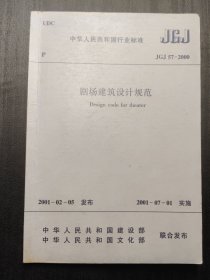 UDC
中华人民共和国行业标准
JGJ
P
JGJ 57-2000
剧场建筑设计规范
Design code for theater
2001-02-05 发布
2001-07-01 实施
中华人民共和国建设部
中华人民共和国文化部
联合发布